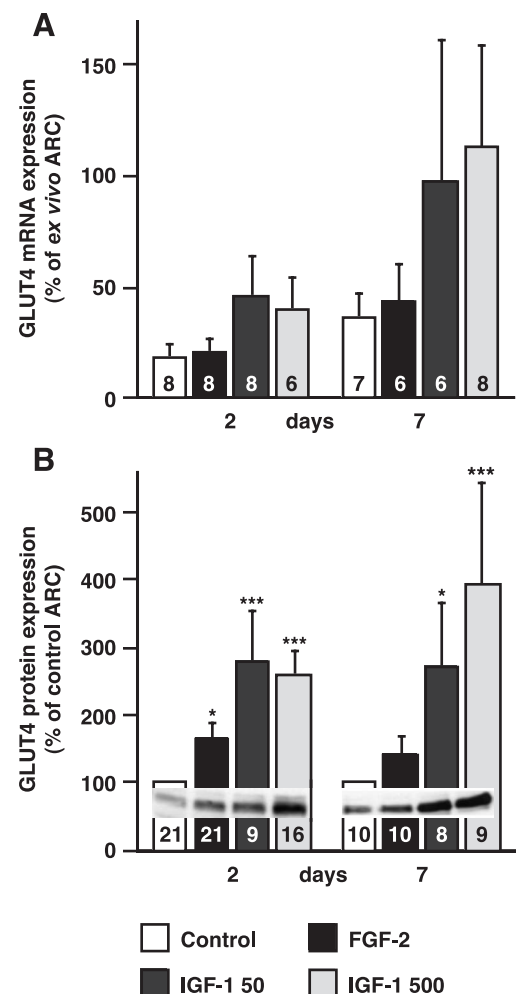 A
GLUT4 mRNA expression
(% of ex vivo ARC)
150
100
50
0
8 8 8 6 7 6 6 8
2 days 7
B
GLUT4 protein expression
(% of control ARC)
500
400
300
200
100
0
* *** *** * ***
21 21 9 16 10 10 8 9
2 days 7
Control FGF-2
IGF-1 50 IGF-1 500